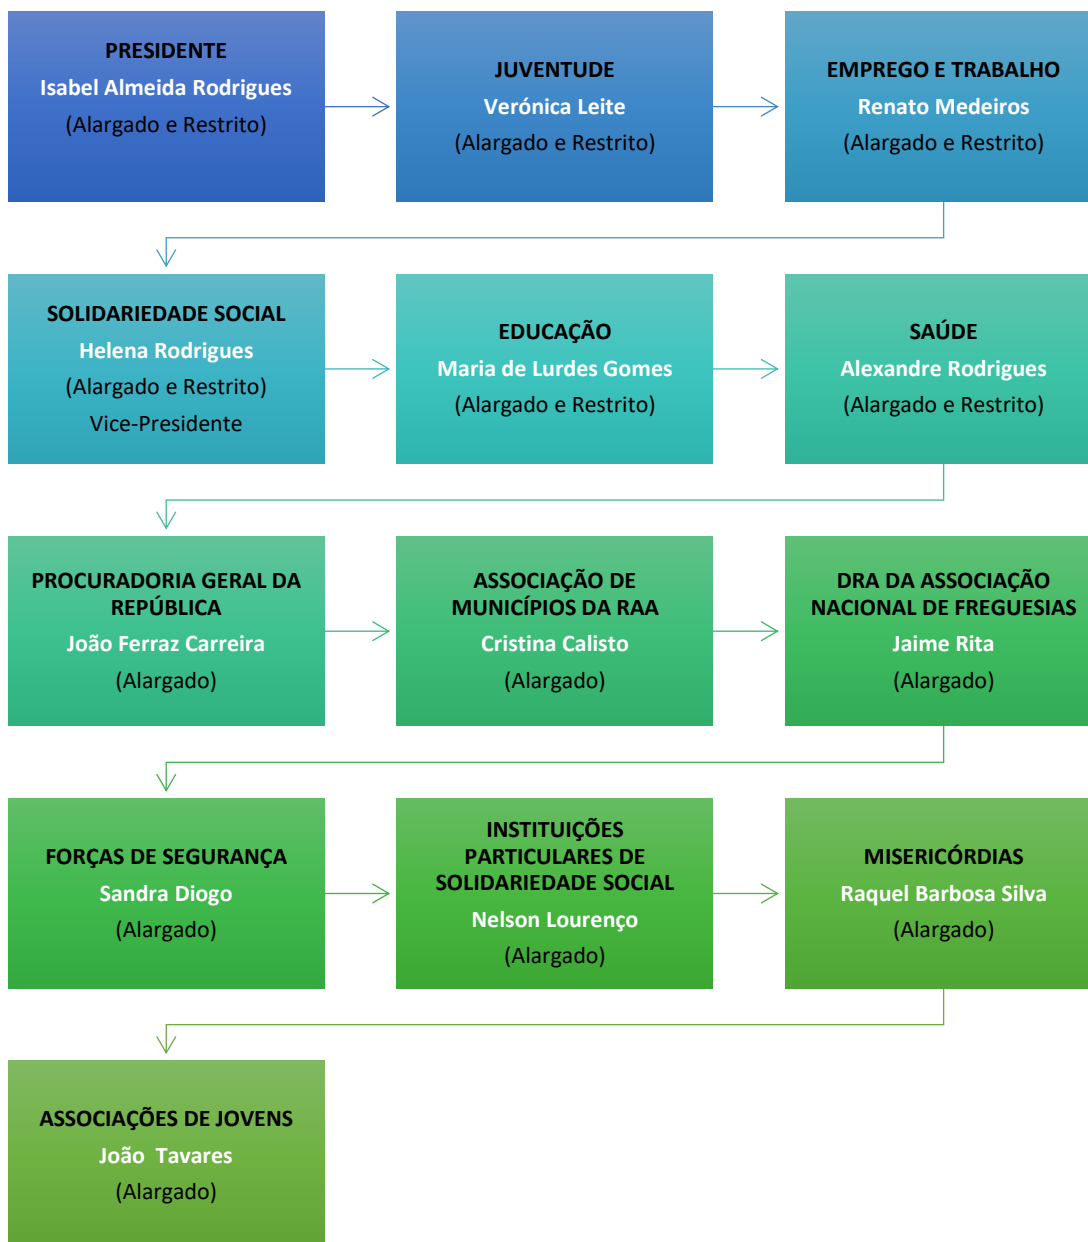 PRESIDENTE
Isabel Almeida Rodrigues
(Alargado e Restrito)
JUVENTUDE
Verónica Leite
(Alargado e Restrito)
EMPREGO E TRABALHO
Renato Medeiros
(Alargado e Restrito)
SOLIDARIEDADE SOCIAL
Helena Rodrigues
(Alargado e Restrito)
Vice-Presidente
EDUCAÇÃO
Maria de Lurdes Gomes
(Alargado e Restrito)
SAÚDE
Alexandre Rodrigues
(Alargado e Restrito)
PROCURADORIA GERAL DA
REPÚBLICA
João Ferraz Carreira
(Alargado)
ASSOCIAÇÃO DE
MUNICÍPIOS DA RAA
Cristina Calisto
(Alargado)
DRA DA ASSOCIAÇÃO
NACIONAL DE FREGUESIAS
Jaime Rita
(Alargado)
FORÇAS DE SEGURANÇA
Sandra Diogo
(Alargado)
INSTITUIÇÕES
PARTICULARES DE
SOLIDARIEDADE SOCIAL
Nelson Lourenço
(Alargado)
MISERICÓRDIAS
Raquel Barbosa Silva
(Alargado)
ASSOCIAÇÕES DE JOVENS
João  Tavares
(Alargado)